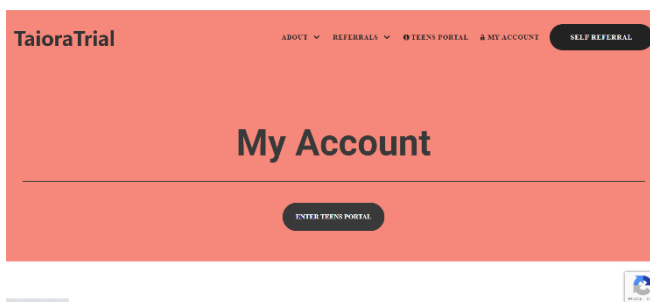 TaioraTrial
ABOUT REFERRALS TEENS PORTAL MY ACCOUNT SELF REFERRAL
My Account
ENTER TEENS PORTAL